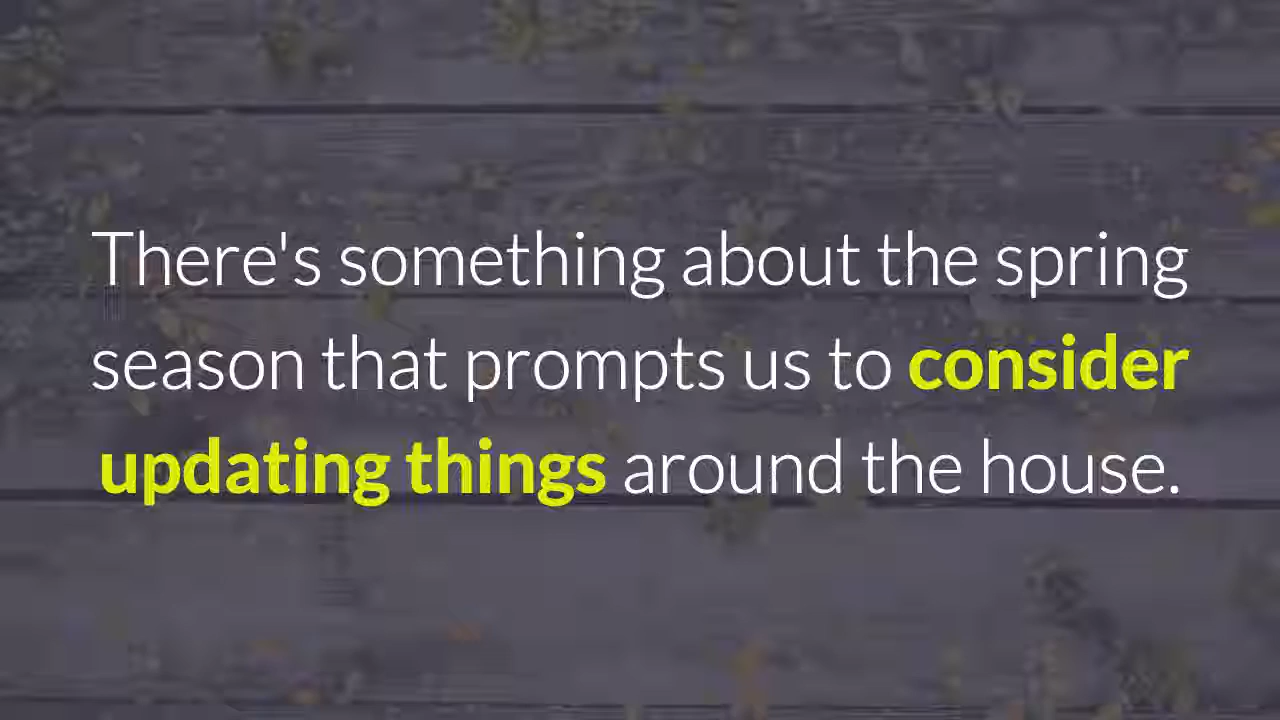 There's something about the spring
season that prompts us to consider
updating things around the house.